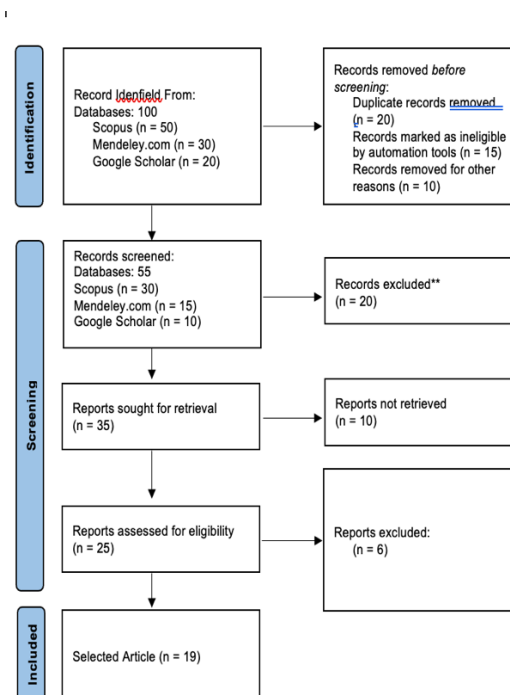 Identification
Record Idenfield From:
Databases: 100
Scopus (n = 50)
Mendeley.com (n = 30)
Google Scholar (n = 20)
Records removed before
screening:
Duplicate records removed
(n = 20)
Records marked as ineligible
by automation tools (n = 15)
Records removed for other
reasons (n = 10)
Screening
Records screened:
Databases: 55
Scopus (n = 30)
Mendeley.com (n = 15)
Google Scholar (n = 10)
Records excluded**
(n = 20)
Reports sought for retrieval
(n = 35)
Reports not retrieved
(n = 10)
Reports assessed for eligibility
(n = 25)
Reports excluded:
(n = 6)
Included
Selected Article (n = 19)